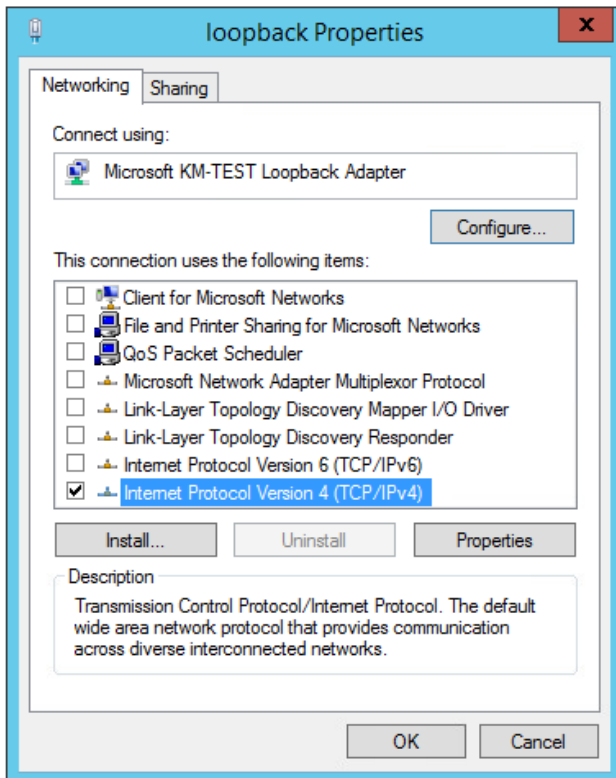 loopback Properties
x
Networking
Sharing
Connect using:
Microsoft KM-TEST Loopback Adapter
Configure...
This connection uses the following items:
Client for Microsoft Networks
File and Printer Sharing for Microsoft Networks
QoS Packet Scheduler
Microsoft Network Adapter Multiplexor Protocol
Link-Layer Topology Discovery Mapper I/O Driver
Link-Layer Topology Discovery Responder
Internet Protocol Version 6 (TCP/IPv6)
Internet Protocol Version 4 (TCP/IPv4)
Install...
Uninstall
Properties
Description
Transmission Control Protocol/Internet Protocol. The default
wide area network protocol that provides communication
across diverse interconnected networks.
OK
Cancel